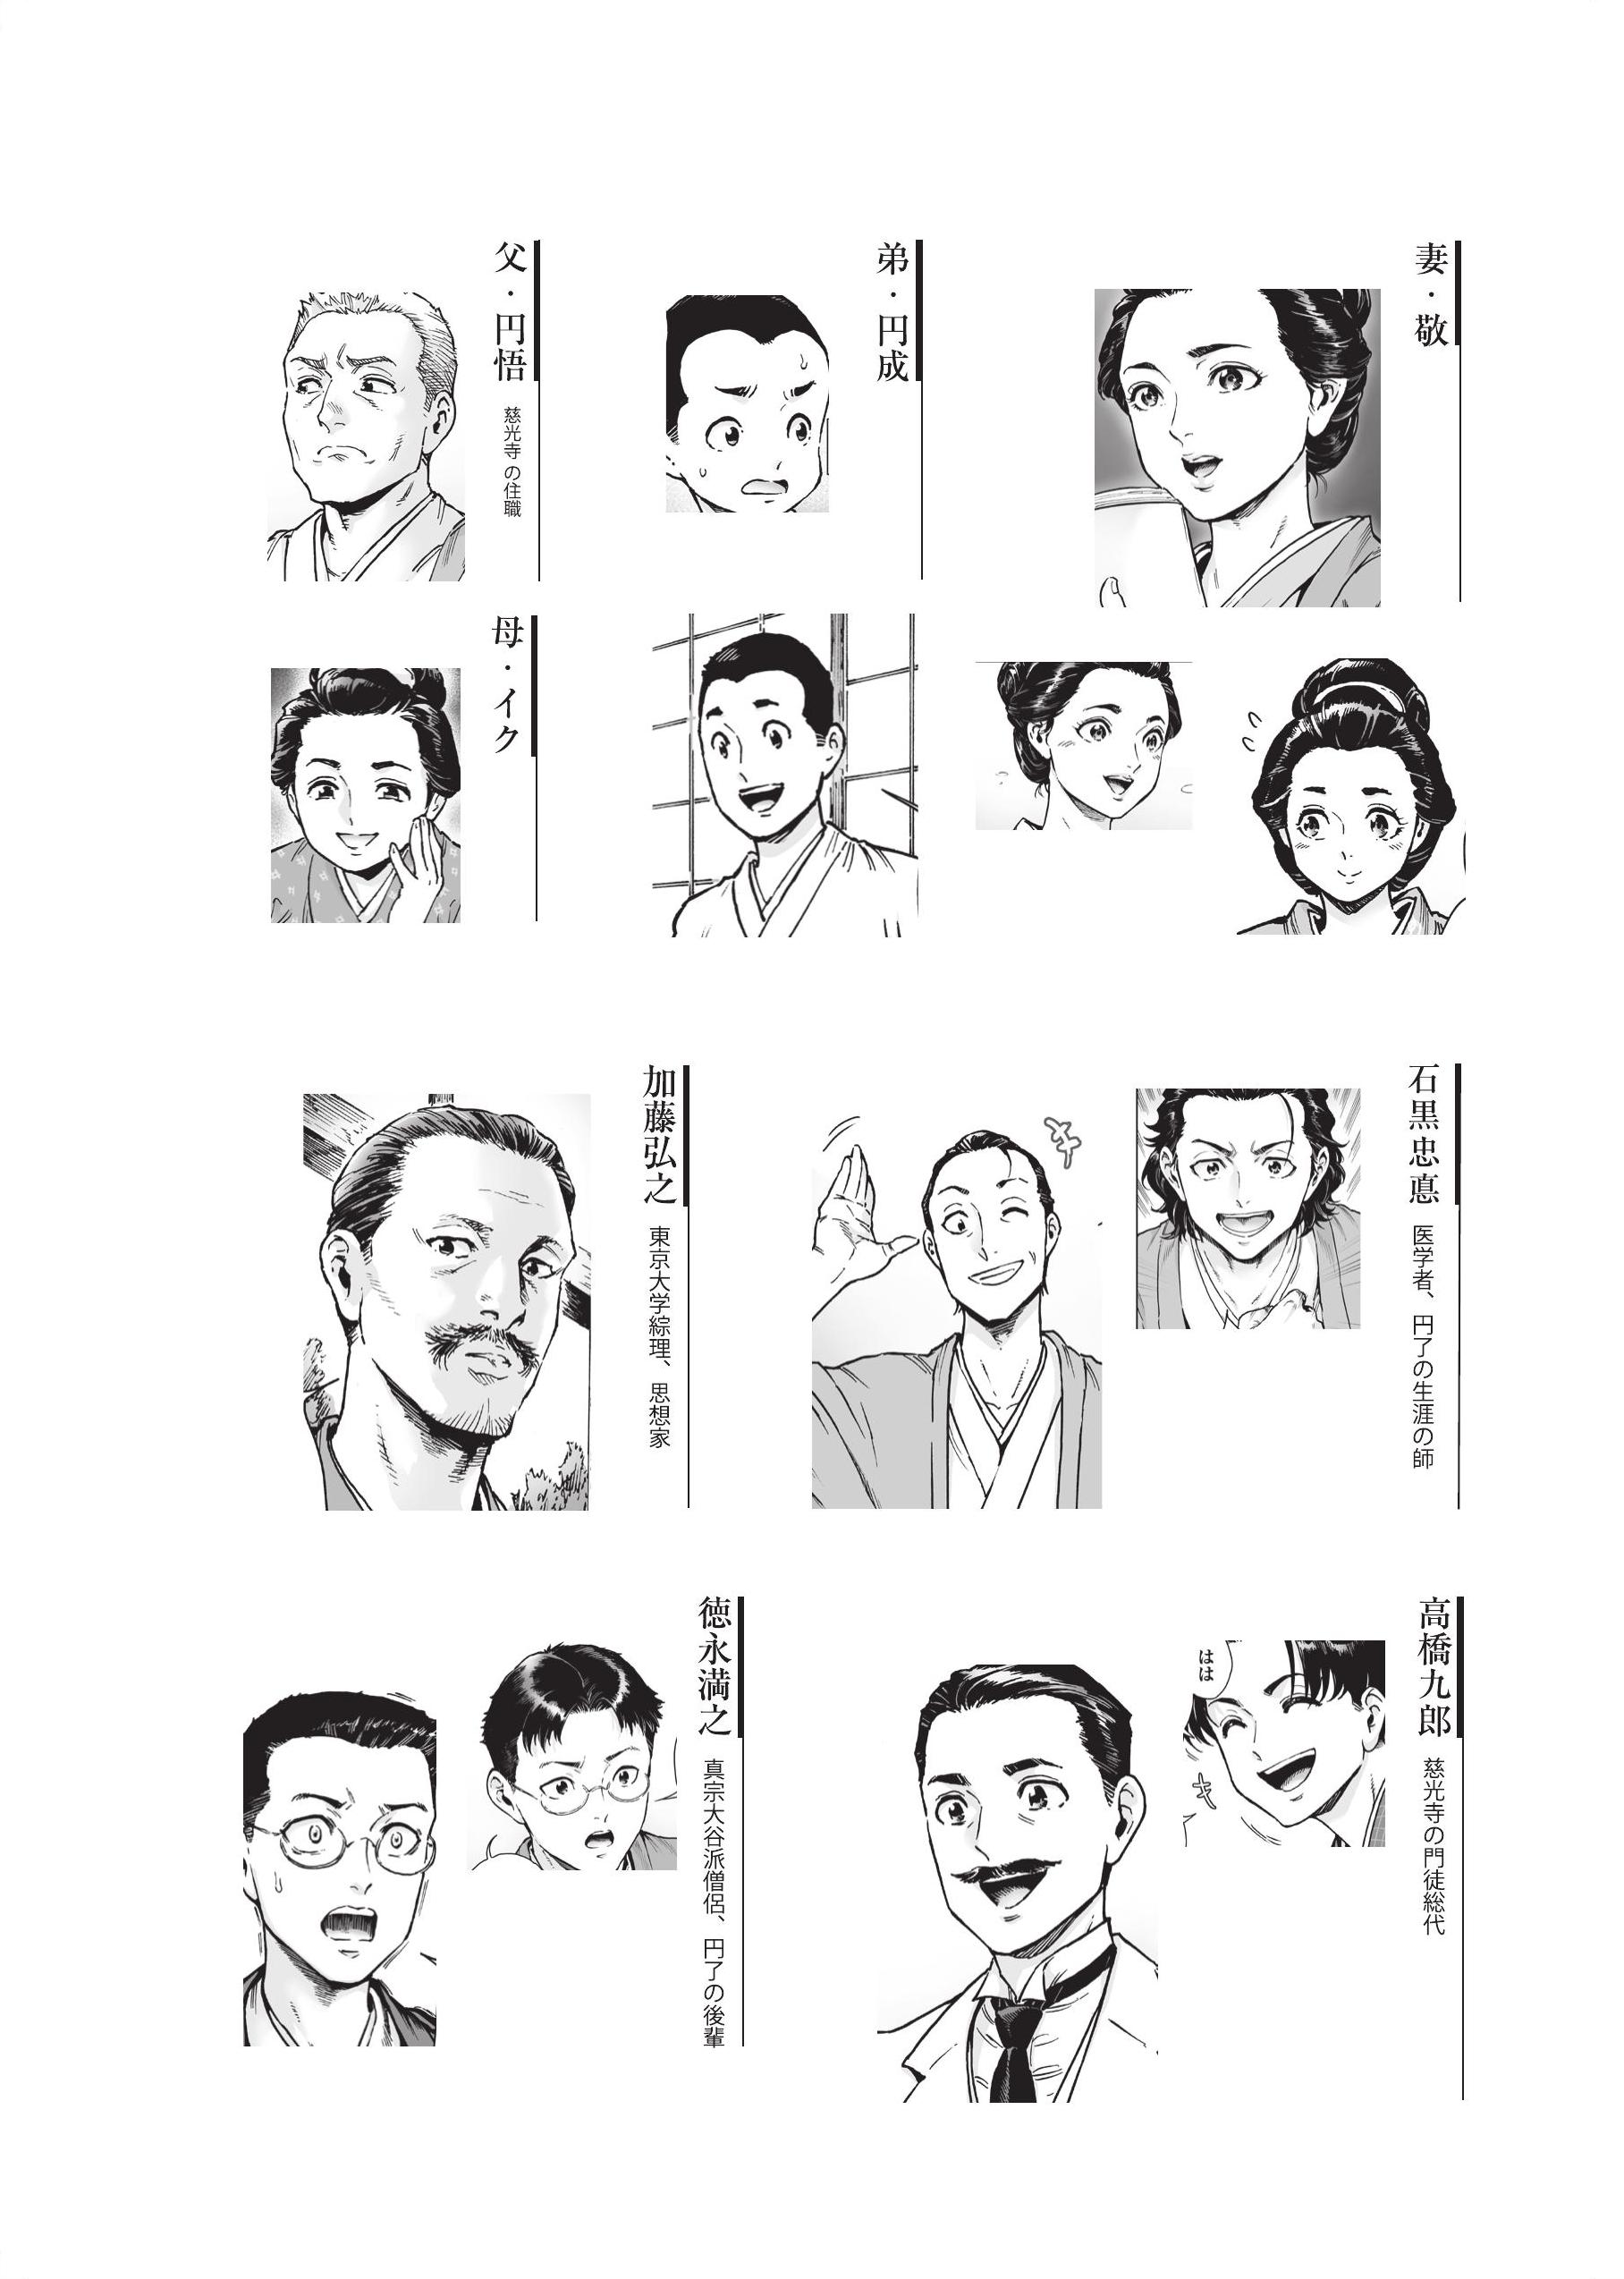 妻・敬
弟・円成
父・円悟
慈光寺の住職
母・イク
石黒忠悳
医学者、円了の生涯の師
キ
加藤弘之
東京大学綜理、思想家
高橋九郎
慈光寺の門徒総代
はは
キ
徳永満之
真宗大谷派僧侶、円了の後輩